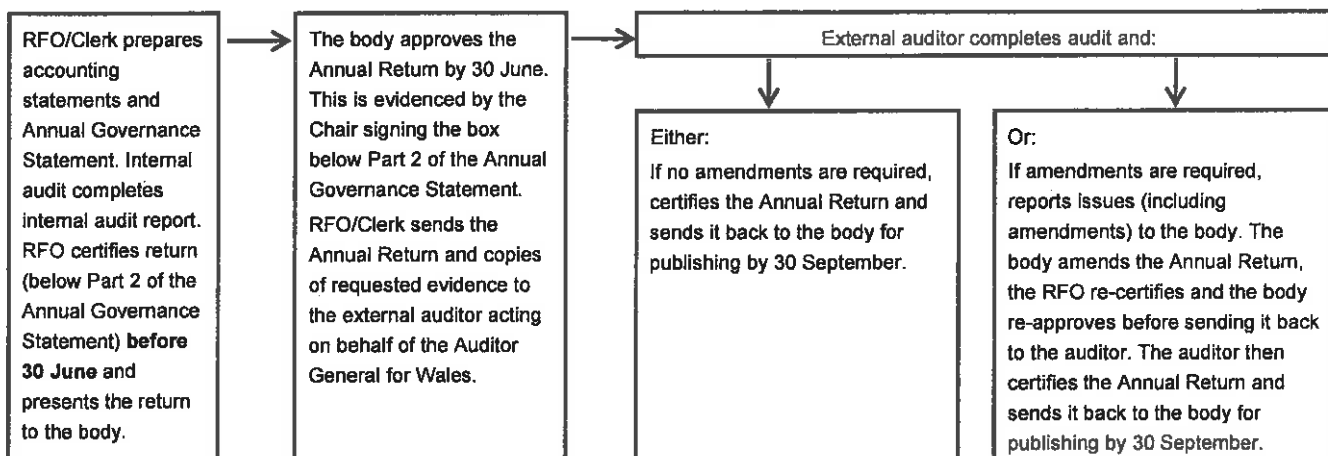 RFO/Clerk prepares
accounting
statements and
Annual Governance
Statement. Internal
audit completes
internal audit report.
RFO certifies return
(below Part 2 of the
Annual Governance
Statement) before
30 June and
presents the return
to the body.
The body approves the
Annual Return by 30 June.
This is evidenced by the
Chair signing the box
below Part 2 of the Annual
Governance Statement.
RFO/Clerk sends the
Annual Return and copies
of requested evidence to
the external auditor acting
on behalf of the Auditor
General for Wales.
External auditor completes audit and:
Either:
If no amendments are required,
certifies the Annual Return and
sends it back to the body for
publishing by 30 September.
Or:
If amendments are required,
reports issues (including
amendments) to the body. The
body amends the Annual Return,
the RFO re-certifies and the body
re-approves before sending it back
to the auditor. The auditor then
certifies the Annual Return and
sends it back to the body for
publishing by 30 September.